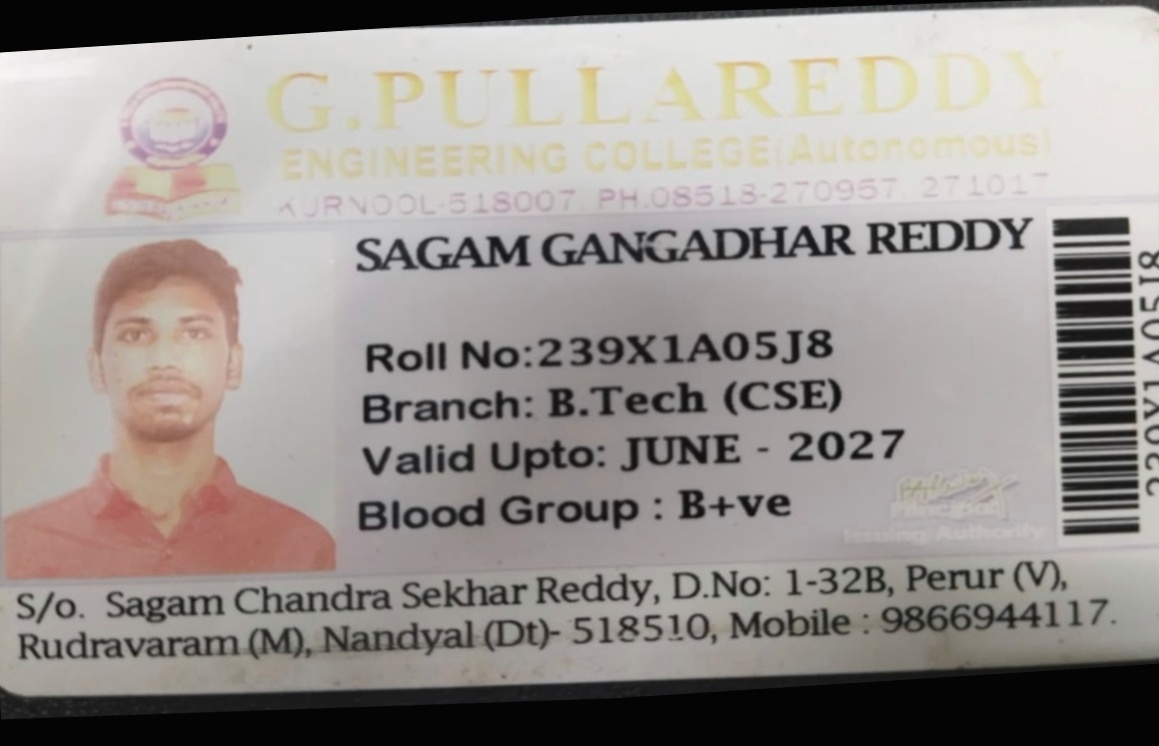 G.PULLAREDDY
ENGINEERING COLLEGE(Autonomous)
KURNOOL-518007. PH.08518-270957. 271017
SAGAM GANGADHAR REDDY
Roll No:239X1A05J8
Branch: B.Tech (CSE)
Valid Upto: JUNE - 2027
Blood Group : B+ve
Principal
Issuing Authority
S/o. Sagam Chandra Sekhar Reddy, D.No: 1-32B, Perur (V),
Rudravaram (M), Nandyal (Dt)- 518510, Mobile : 9866944117.
239X1A05J8